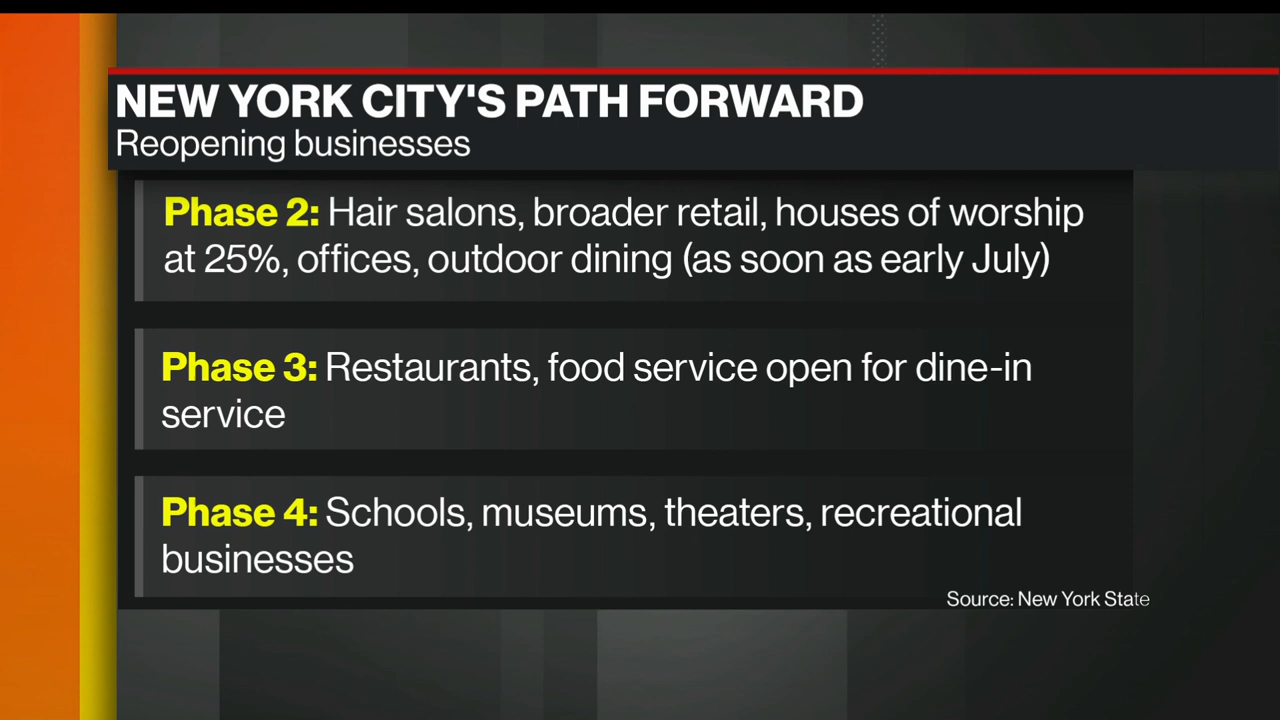 NEW YORK CITY'S PATH FORWARD
Reopening businesses
Phase 2: Hair salons, broader retail, houses of worship
at 25%, offices, outdoor dining (as soon as early July)
Phase 3: Restaurants, food service open for dine-in
service
Phase 4: Schools, museums, theaters, recreational
businesses
Source: New York State